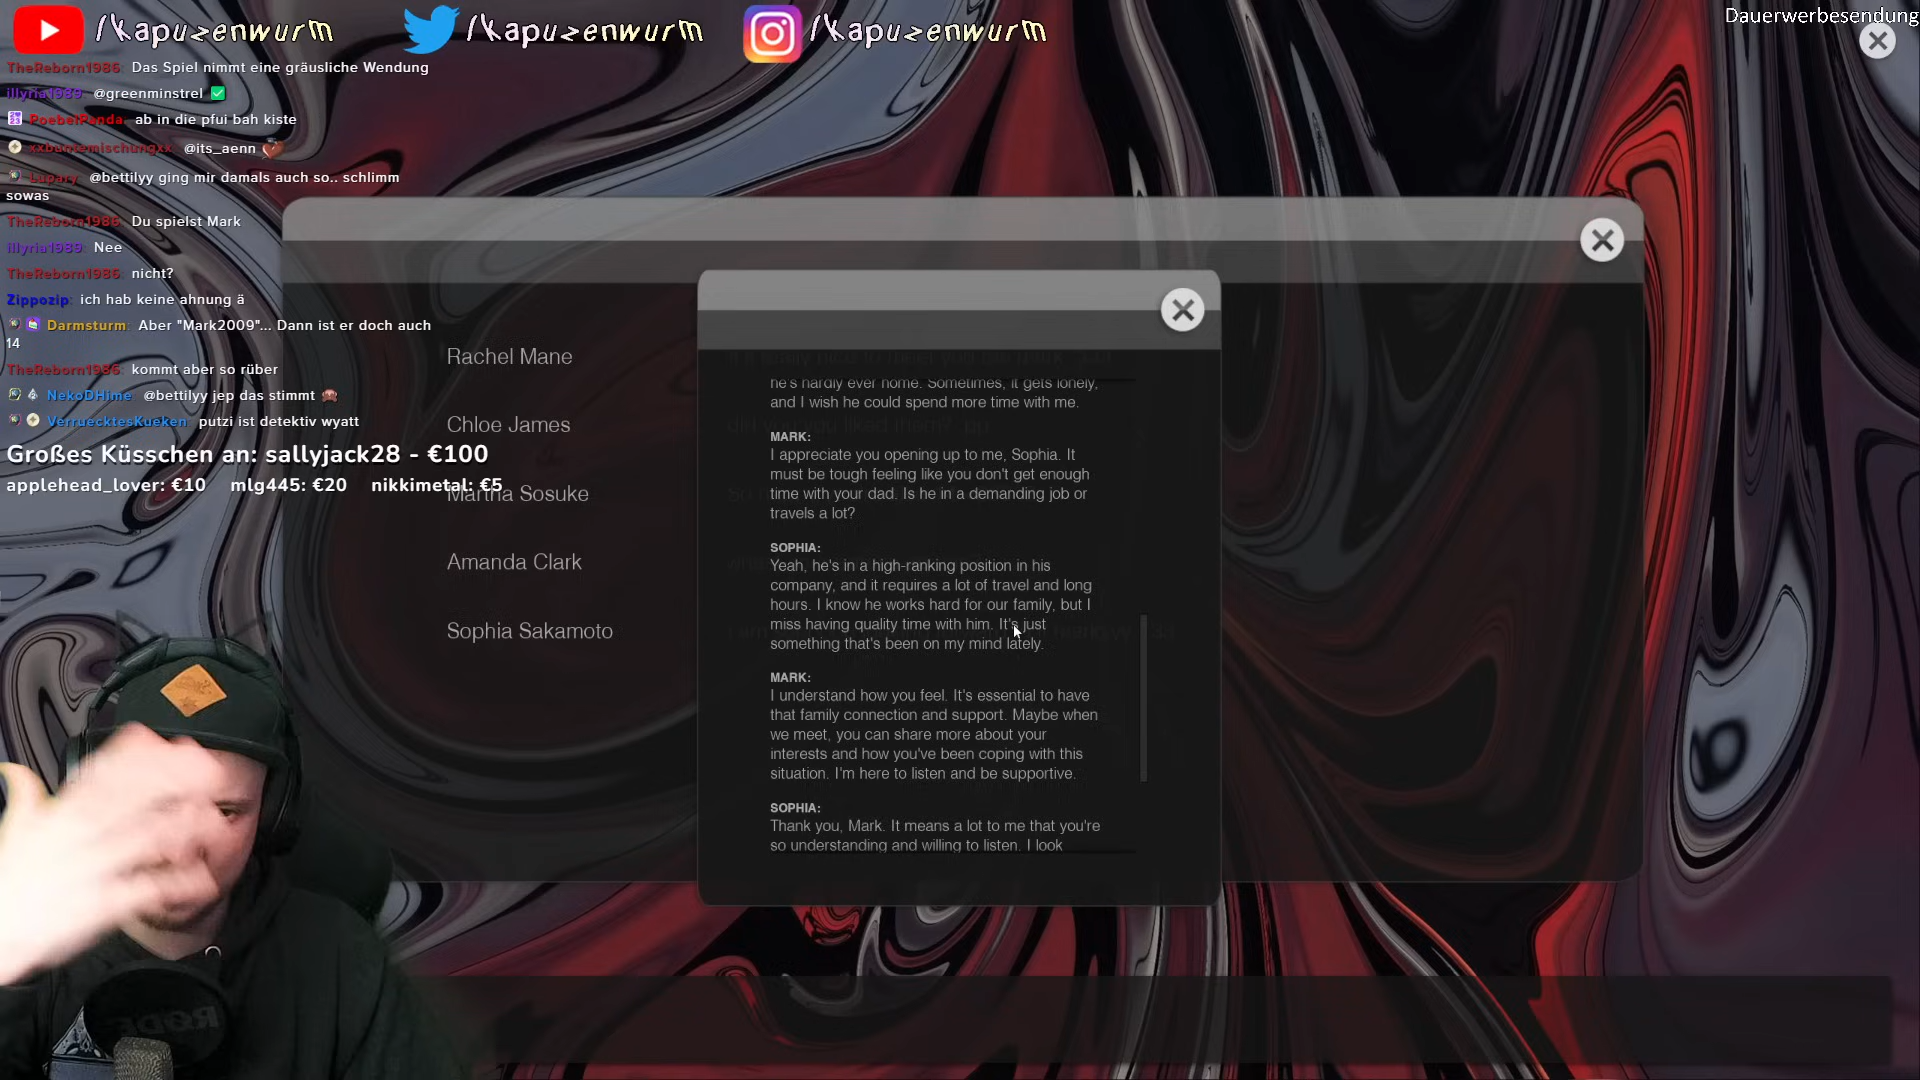 /kapuzenwurm
/kapuzenwurm
/kapuzenwurm
Dauerwerbesendung
TheReborn1986: Das Spiel nimmt eine gräusliche Wendung
illyria1989: @greenminstrel
PoebelPanda: ab in die pfui bah kiste
xxbuntemischungxx: @its_aenn
Lupary: @bettilyy ging mir damals auch so.. schlimm
sowas
TheReborn1986: Du spielst Mark
illyria1989: Nee
TheReborn1986: nicht?
Zippozip: ich hab keine ahnung ä
Darmsturm: Aber "Mark2009"... Dann ist er doch auch
14
TheReborn1986: kommt aber so rüber
NekoDHime: @bettilyy jep das stimmt
VerruecktesKueken: putzi ist detektiv wyatt
Großes Küsschen an: sallyjack28 - €100
applehead_lover: €10 mlg445: €20 nikkimetal: €5
Rachel Mane
Chloe James
Martha Sosuke
Amanda Clark
Sophia Sakamoto
he's hardly ever home. Sometimes, it gets lonely,
and I wish he could spend more time with me.
MARK:
I appreciate you opening up to me, Sophia. It
must be tough feeling like you don't get enough
time with your dad. Is he in a demanding job or
travels a lot?
SOPHIA:
Yeah, he's in a high-ranking position in his
company, and it requires a lot of travel and long
hours. I know he works hard for our family, but I
miss having quality time with him. It's just
something that's been on my mind lately.
MARK:
I understand how you feel. It's essential to have
that family connection and support. Maybe when
we meet, you can share more about your
interests and how you've been coping with this
situation. I'm here to listen and be supportive.
SOPHIA:
Thank you, Mark. It means a lot to me that you're
so understanding and willing to listen. I look
RØDE